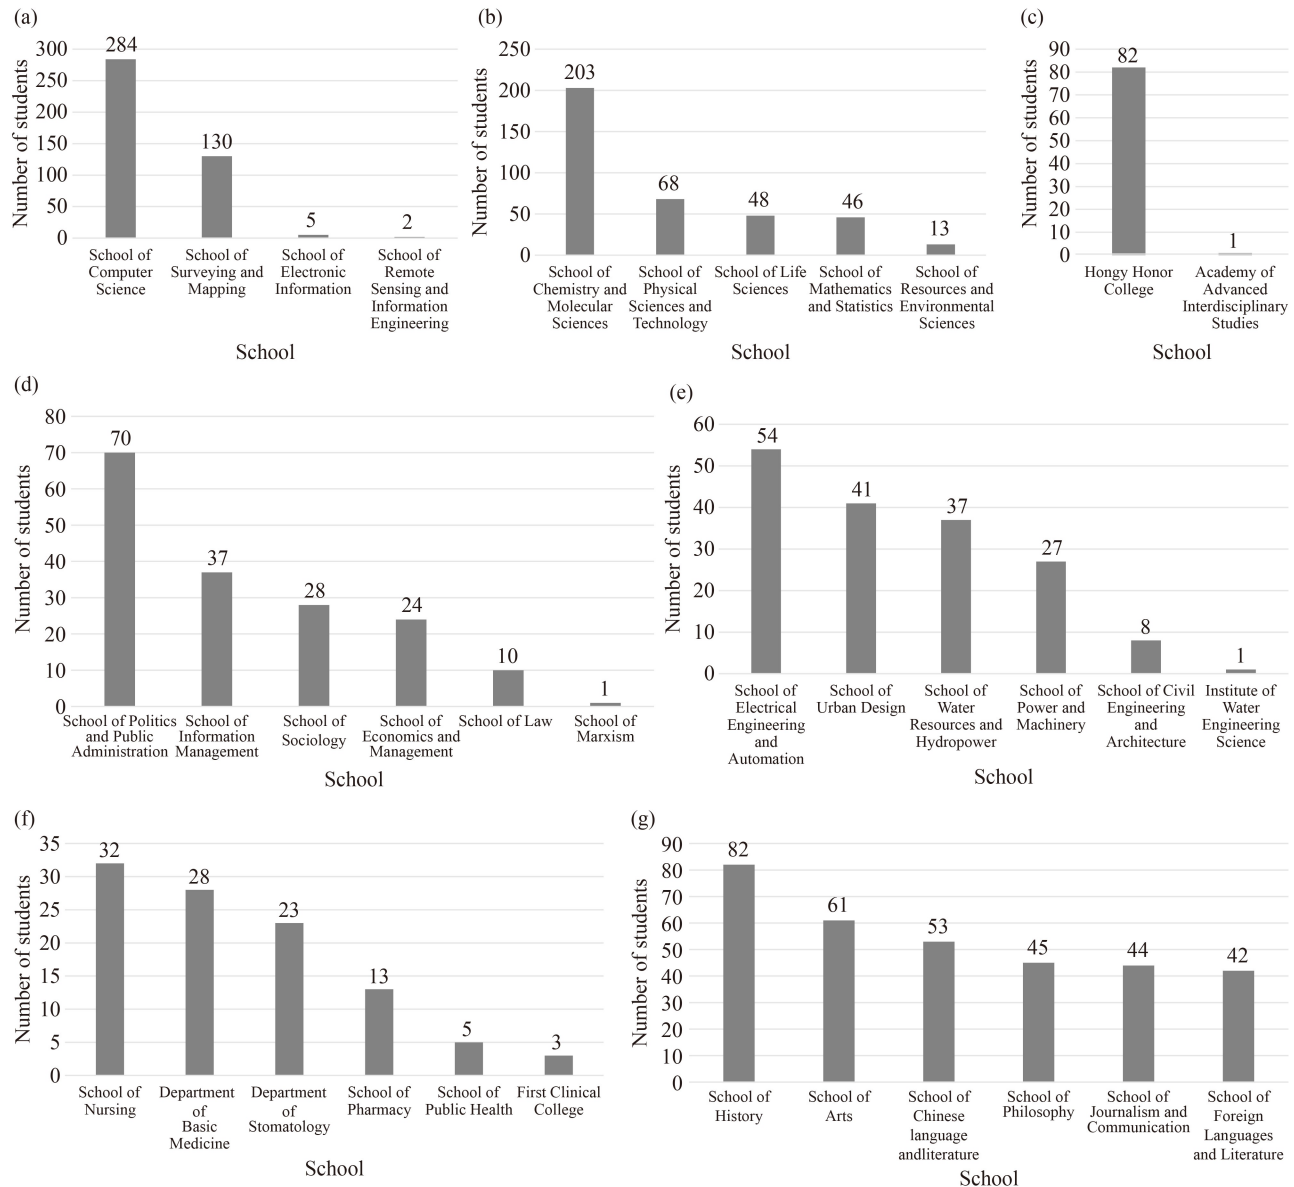 (a)
Number of students
300
250
200
150
100
50
0
284
130
5
2
School of
Computer
Science
School of
Surveying and
Mapping
School of
Electronic
Information
School of
Remote
Sensing and
Information
Engineering
School
(b)
Number of students
250
200
150
100
50
0
203
68
48
46
13
School of
Chemistry and
Molecular
Sciences
School of
Physical
Sciences and
Technology
School of Life
Sciences
School of
Mathematics
and Statistics
School of
Resources and
Environmental
Sciences
School
(c)
Number of students
90
80
70
60
50
40
30
20
10
0
82
1
Hongy Honor
College
Academy of
Advanced
Interdisciplinary
Studies
School
(d)
Number of students
80
70
60
50
40
30
20
10
0
70
37
28
24
10
1
School of Politics
and Public
Administration
School of
Information
Management
School of
Sociology
School of
Economics and
Management
School of Law
School of
Marxism
School
(e)
Number of students
60
50
40
30
20
10
0
54
41
37
27
8
1
School of
Electrical
Engineering
and
Automation
School of
Urban Design
School of
Water
Resources and
Hydropower
School of
Power and
Machinery
School of Civil
Engineering
and
Architecture
Institute of
Water
Engineering
Science
School
(f)
Number of students
35
30
25
20
15
10
5
0
32
28
23
13
5
3
School of
Nursing
Department
of
Basic
Medicine
Department
of
Stomatology
School of
Pharmacy
School of
Public Health
First Clinical
College
School
(g)
Number of students
90
80
70
60
50
40
30
20
10
0
82
61
53
45
44
42
School of
History
School of
Arts
School of
Chinese
language
andliterature
School of
Philosophy
School of
Journalism and
Communication
School of
Foreign
Languages
and Literature
School